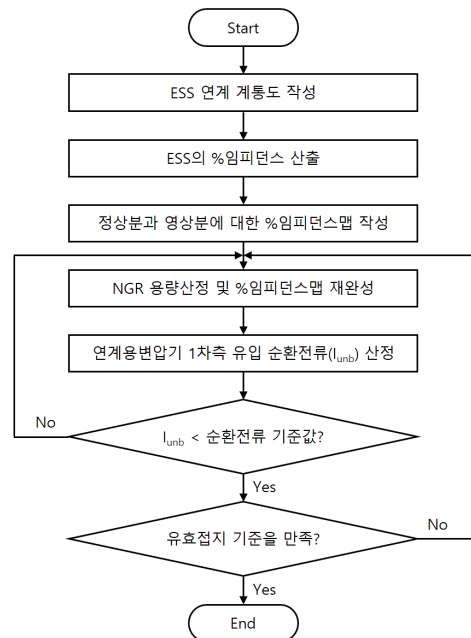 Start
ESS 연계 계통도 작성
ESS의 %임피던스 산출
정상분과 영상분에 대한 %임피던스맵 작성
NGR 용량산정 및 %임피던스맵 재완성
연계용변압기 1차측 유입 순환전류(Iunb) 산정
No
Iunb < 순환전류 기준값?
Yes
No
유효접지 기준을 만족?
Yes
End